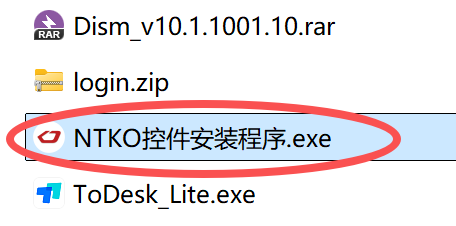 RAR
Dism_v10.1.1001.10.rar
login.zip
NTKO控件安装程序.exe
ToDesk_Lite.exe